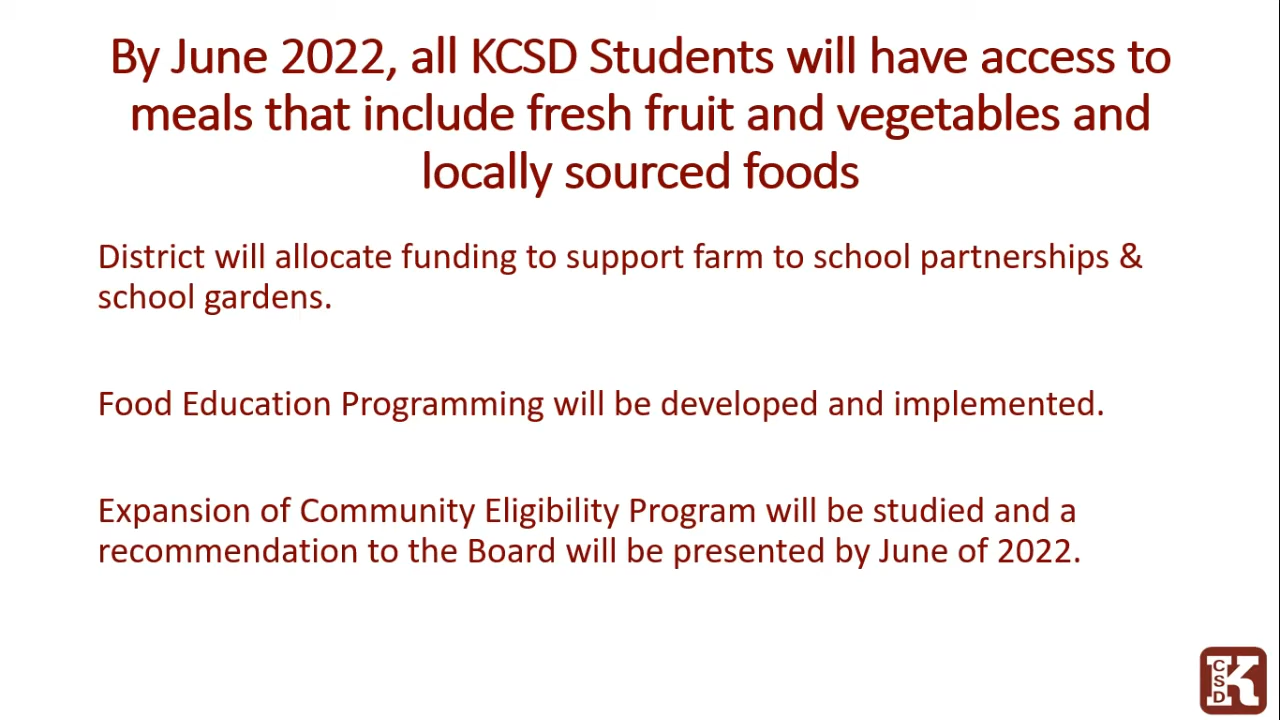 By June 2022, all KCSD Students will have access to
meals that include fresh fruit and vegetables and
locally sourced foods
District will allocate funding to support farm to school partnerships &
school gardens.
Food Education Programming will be developed and implemented.
Expansion of Community Eligibility Program will be studied and a
recommendation to the Board will be presented by June of 2022.
K CSD